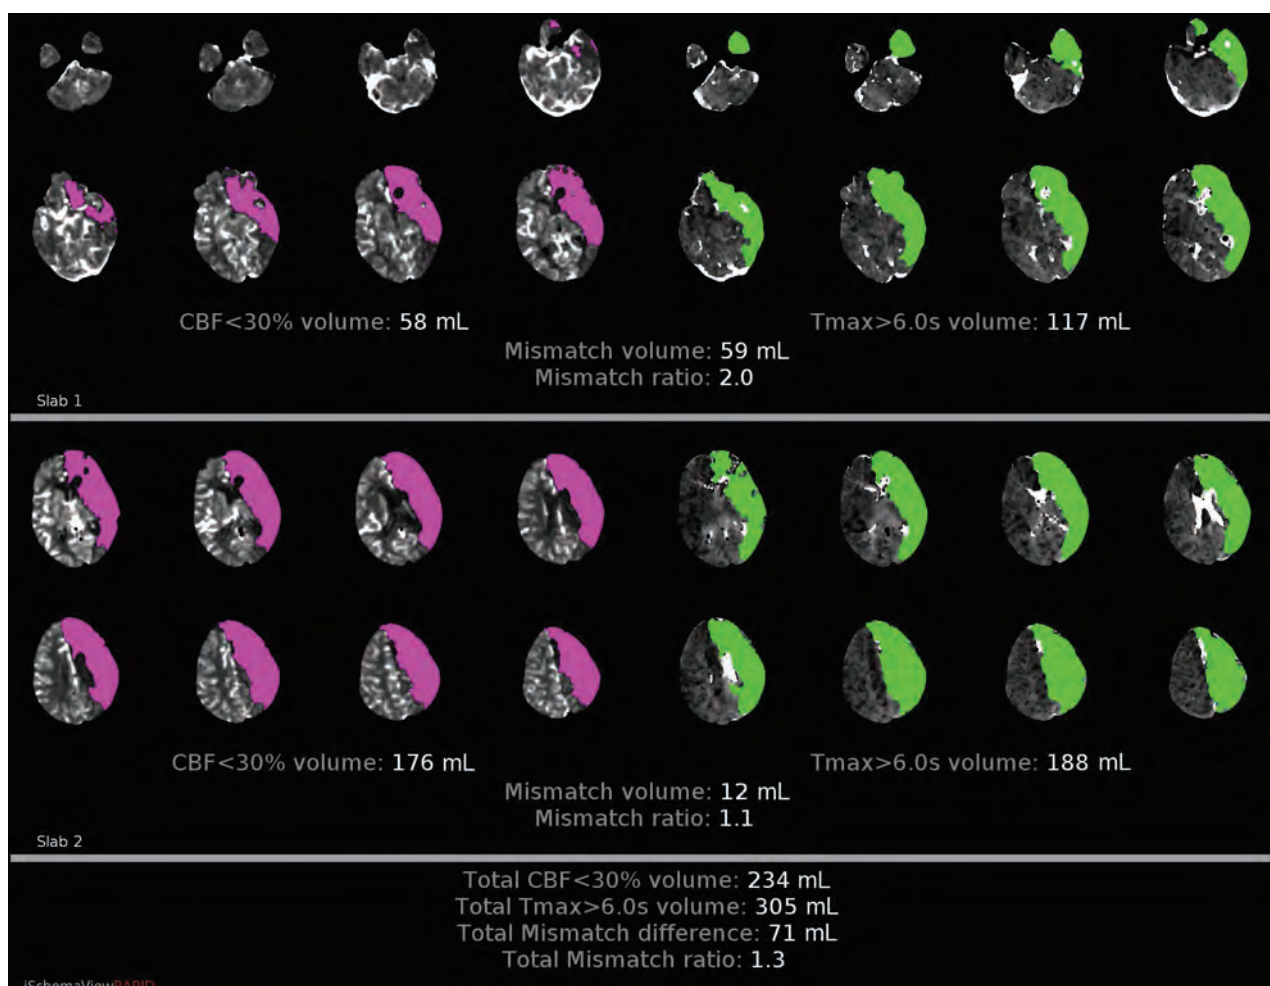 CBF<30% volume: 58 mL Tmax>6.0s volume: 117 mL
Mismatch volume: 59 mL
Mismatch ratio: 2.0
Slab 1
CBF<30% volume: 176 mL Tmax>6.0s volume: 188 mL
Mismatch volume: 12 mL
Mismatch ratio: 1.1
Slab 2
Total CBF<30% volume: 234 mL
Total Tmax>6.0s volume: 305 mL
Total Mismatch difference: 71 mL
Total Mismatch ratio: 1.3
iSchemaViewRAPID